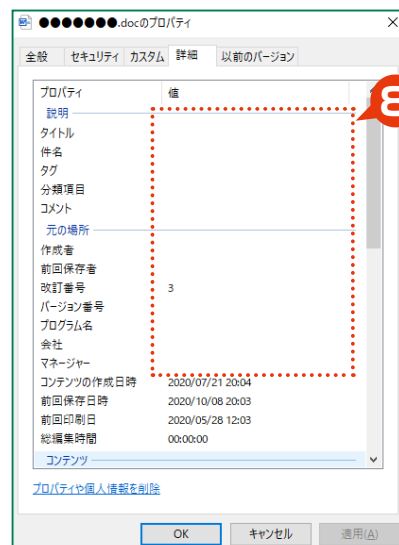 ●●●●●●●.docのプロパティ
全般 セキュリティ カスタム 詳細 以前のバージョン
プロパティ 値
説明
タイトル
件名
タグ
分類項目
コメント
元の場所
作成者
前回保存者
改訂番号 3
バージョン番号
プログラム名
会社
マネージャー
コンテンツの作成日時 2020/07/21 20:04
前回保存日時 2020/10/08 20:03
前回印刷日 2020/05/28 12:03
総編集時間 00:00:00
コンテンツ
プロパティや個人情報を削除
OK キャンセル 適用(A)